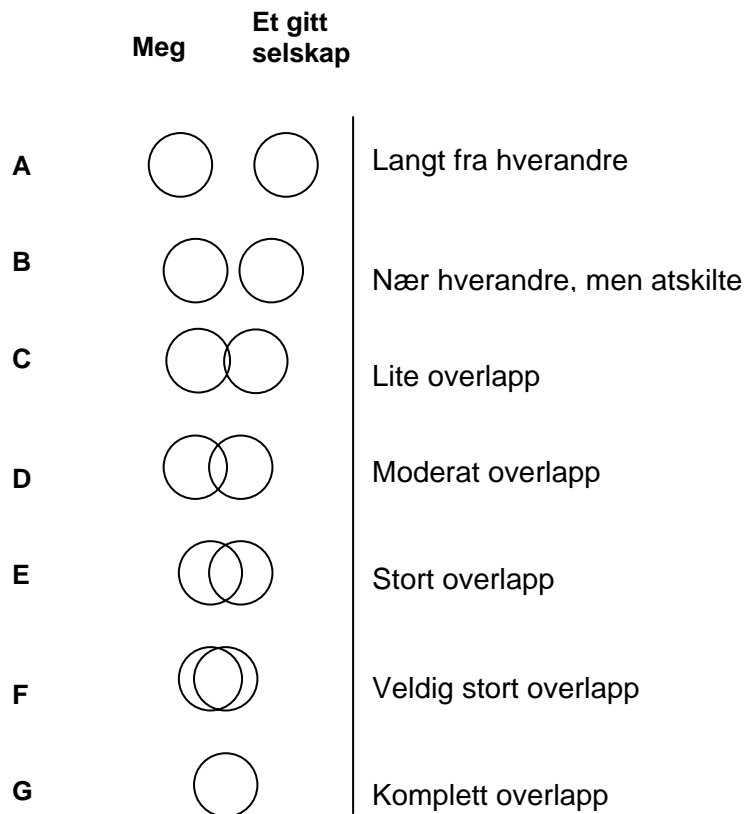 Meg
Et gitt
selskap
A
Langt fra hverandre
B
Nær hverandre, men atskilte
C
Lite overlapp
D
Moderat overlapp
E
Stort overlapp
F
Veldig stort overlapp
G
Komplett overlapp